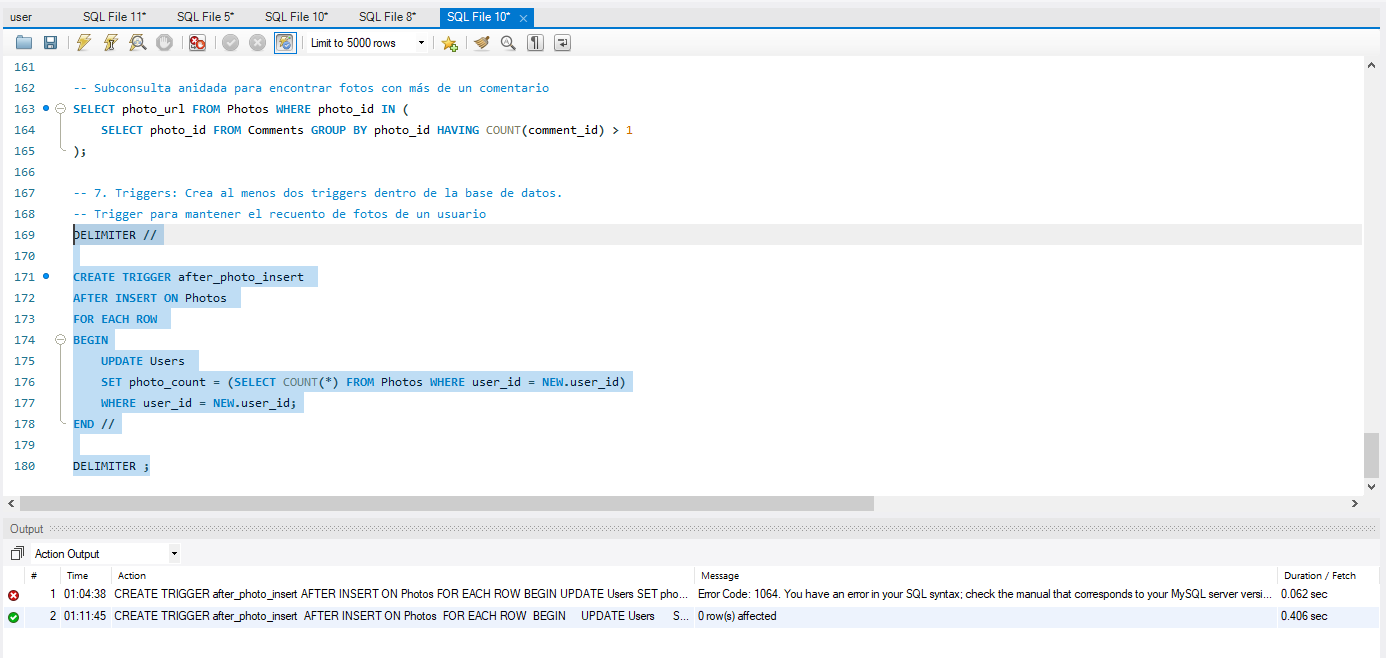 user SQL File 11* SQL File 5* SQL File 10* SQL File 8* SQL File 10*
Limit to 5000 rows
161
162 -- Subconsulta anidada para encontrar fotos con más de un comentario
163 SELECT photo_url FROM Photos WHERE photo_id IN (
164 SELECT photo_id FROM Comments GROUP BY photo_id HAVING COUNT(comment_id) > 1
165 );
166
167 -- 7. Triggers: Crea al menos dos triggers dentro de la base de datos.
168 -- Trigger para mantener el recuento de fotos de un usuario
169 DELIMITER //
170
171 CREATE TRIGGER after_photo_insert
172 AFTER INSERT ON Photos
173 FOR EACH ROW
174 BEGIN
175 UPDATE Users
176 SET photo_count = (SELECT COUNT(*) FROM Photos WHERE user_id = NEW.user_id)
177 WHERE user_id = NEW.user_id;
178 END //
179
180 DELIMITER ;
Output
Action Output
# Time Action Message Duration / Fetch
1 01:04:38 CREATE TRIGGER after_photo_insert AFTER INSERT ON Photos FOR EACH ROW BEGIN UPDATE Users SET pho... Error Code: 1064. You have an error in your SQL syntax; check the manual that corresponds to your MySQL server versi... 0.062 sec
2 01:11:45 CREATE TRIGGER after_photo_insert AFTER INSERT ON Photos FOR EACH ROW BEGIN UPDATE Users S... 0 row(s) affected 0.406 sec